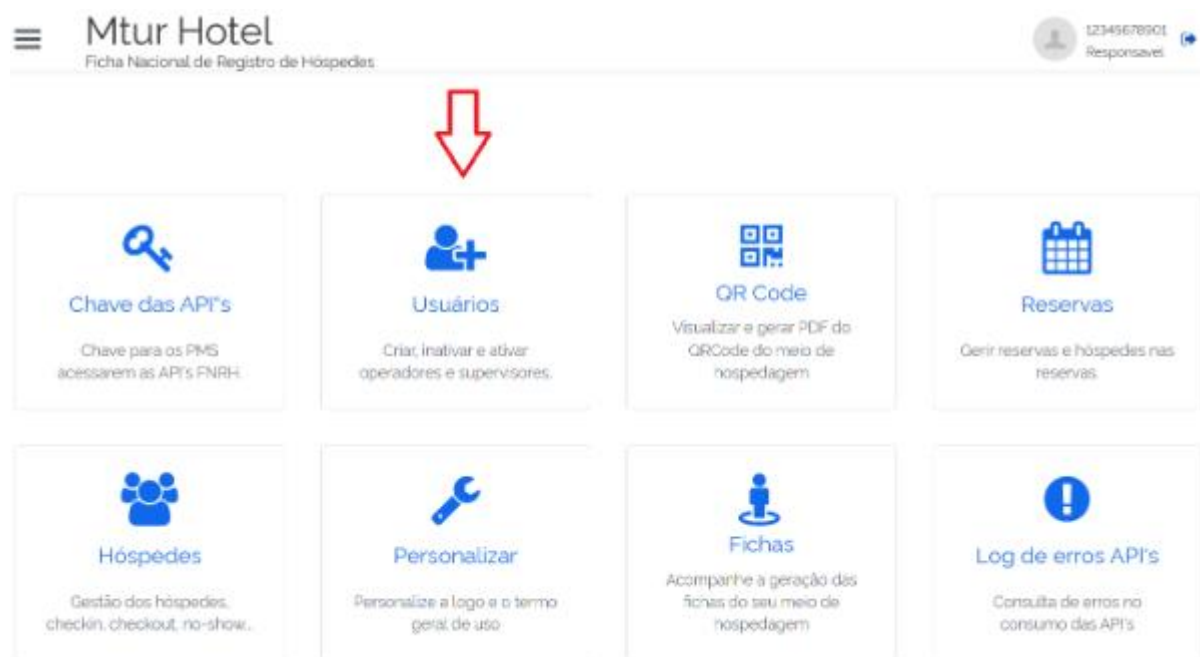 Mtur Hotel
Ficha Nacional de Registro de Hóspedes
12345678901
Responsavel
Chave das API"s
Chave para os PMS
acessarem as API's FNRH.
Usuários
Criar, inativar e ativar
operadores e supervisores.
QR Code
Visualizar e gerar PDF do
QRCode do meio de
hospedagem
Reservas
Gerir reservas e hóspedes nas
reservas.
Hóspedes
Gestão dos hóspedes,
checkin, checkout, no-show...
Personalizar
Personalize a logo e o termo
geral de uso
Fichas
Acompanhe a geração das
fichas do seu meio de
hospedagem
Log de erros API's
Consulta de erros no
consumo das API's